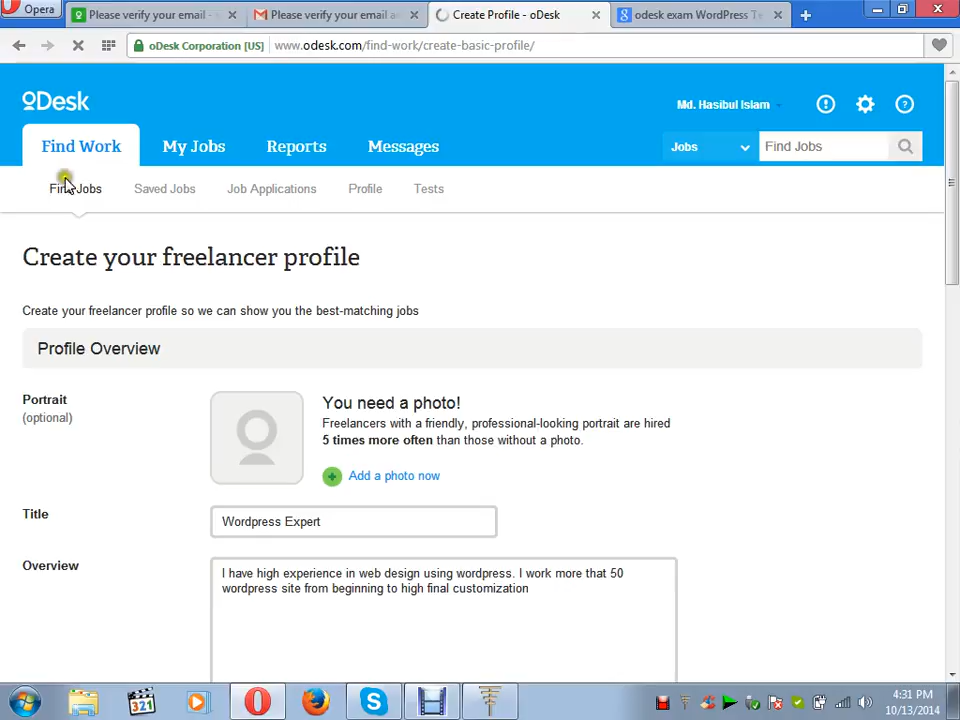 Opera
Please verify your email -
Please verify your email a
Create Profile - oDesk
odesk exam WordPress Te
oDesk Corporation [US]
www.odesk.com/find-work/create-basic-profile/
oDesk
Md. Hasibul Islam
Find Work
My Jobs
Reports
Messages
Jobs
Find Jobs
Find Jobs
Saved Jobs
Job Applications
Profile
Tests
Create your freelancer profile
Create your freelancer profile so we can show you the best-matching jobs
Profile Overview
Portrait
(optional)
You need a photo!
Freelancers with a friendly, professional-looking portrait are hired
5 times more often than those without a photo.
Add a photo now
Title
Wordpress Expert
Overview
I have high experience in web design using wordpress. I work more that 50
wordpress site from beginning to high final customization
321
4:31 PM
10/13/2014